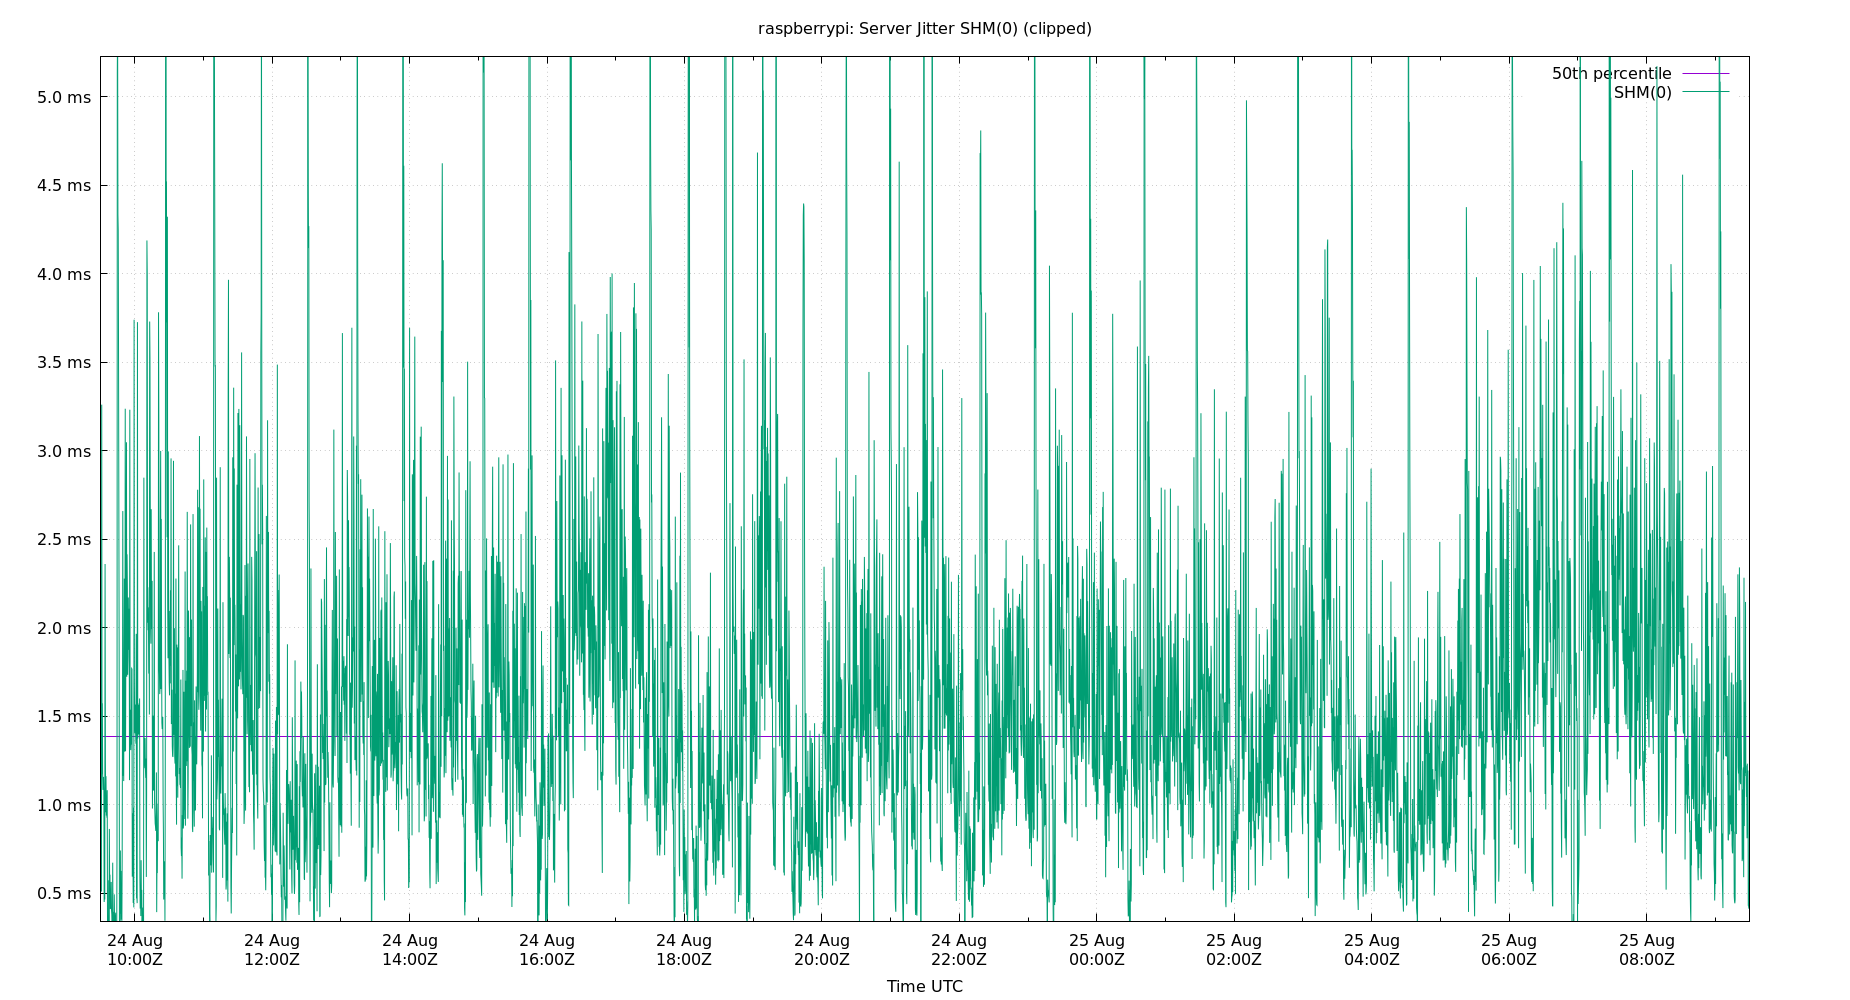 raspberrypi: Server Jitter SHM(0) (clipped)
50th percentile
SHM(0)
5.0 ms
4.5 ms
4.0 ms
3.5 ms
3.0 ms
2.5 ms
2.0 ms
1.5 ms
1.0 ms
0.5 ms
24 Aug 24 Aug 24 Aug 24 Aug 24 Aug 24 Aug 24 Aug 25 Aug 25 Aug 25 Aug 25 Aug 25 Aug
10:00Z 12:00Z 14:00Z 16:00Z 18:00Z 20:00Z 22:00Z 00:00Z 02:00Z 04:00Z 06:00Z 08:00Z
Time UTC